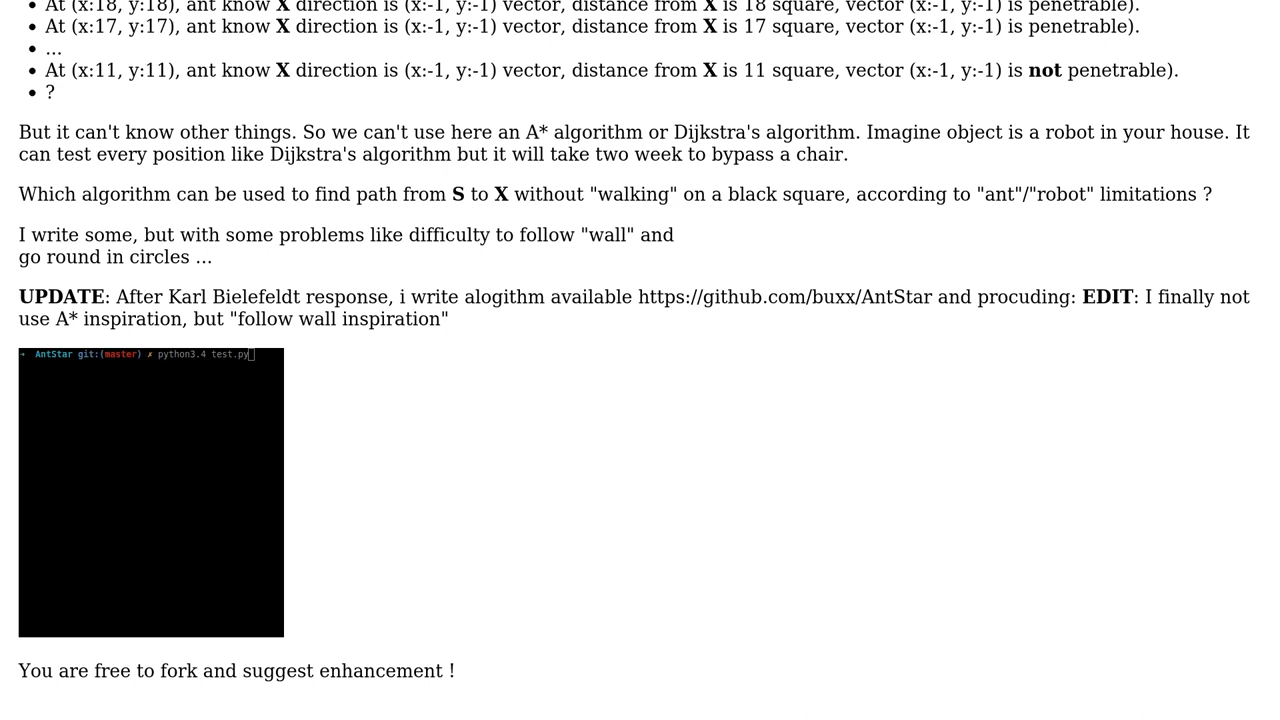 At (x:18, y:18), ant know X direction is (x:-1, y:-1) vector, distance from X is 18 square, vector (x:-1, y:-1) is penetrable).
At (x:17, y:17), ant know X direction is (x:-1, y:-1) vector, distance from X is 17 square, vector (x:-1, y:-1) is penetrable).
...
At (x:11, y:11), ant know X direction is (x:-1, y:-1) vector, distance from X is 11 square, vector (x:-1, y:-1) is not penetrable).
?
But it can't know other things. So we can't use here an A* algorithm or Dijkstra's algorithm. Imagine object is a robot in your house. It
can test every position like Dijkstra's algorithm but it will take two week to bypass a chair.
Which algorithm can be used to find path from S to X without "walking" on a black square, according to "ant"/"robot" limitations ?
I write some, but with some problems like difficulty to follow "wall" and
go round in circles ...
UPDATE: After Karl Bielefeldt response, i write alogithm available https://github.com/buxx/AntStar and procuding: EDIT: I finally not
use A* inspiration, but "follow wall inspiration"
➜ AntStar git:(master) ✗ python3.4 test.py
You are free to fork and suggest enhancement !